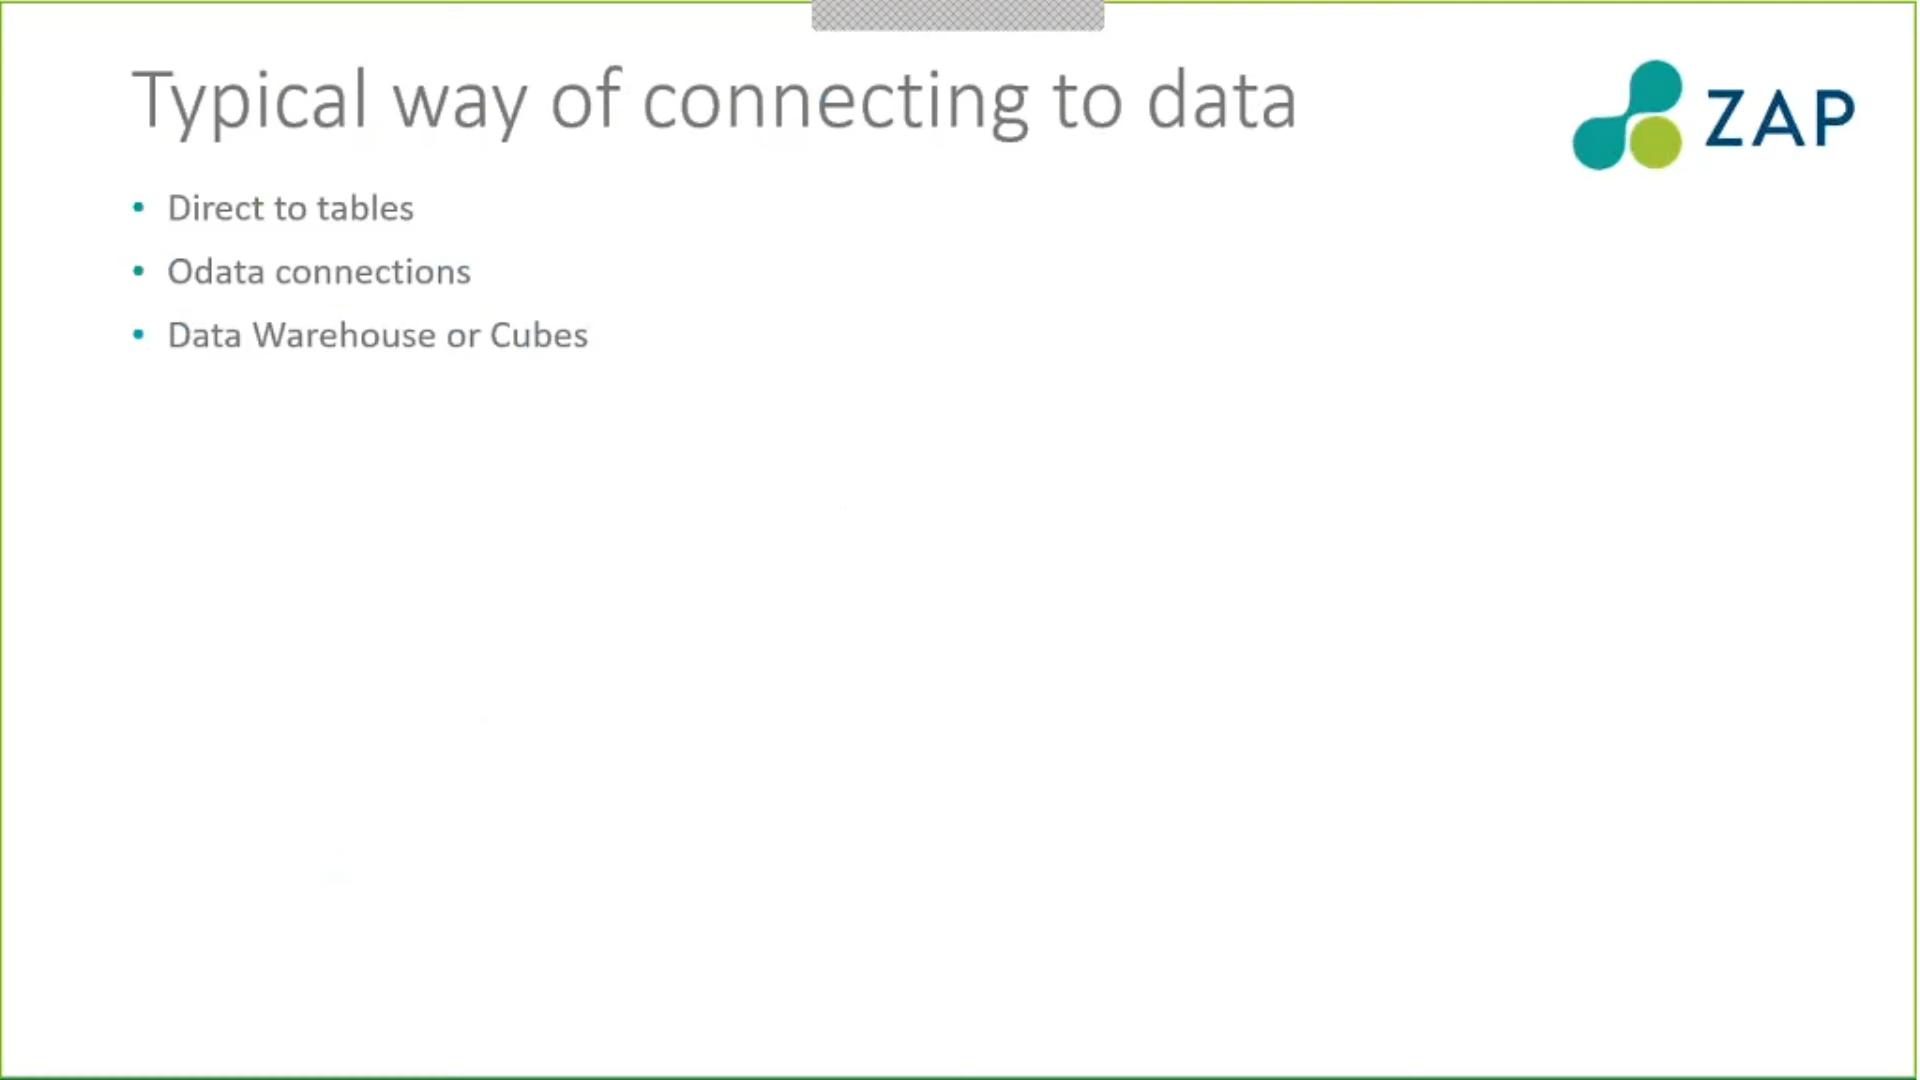 Typical way of connecting to data
ZAP
• Direct to tables
• Odata connections
• Data Warehouse or Cubes